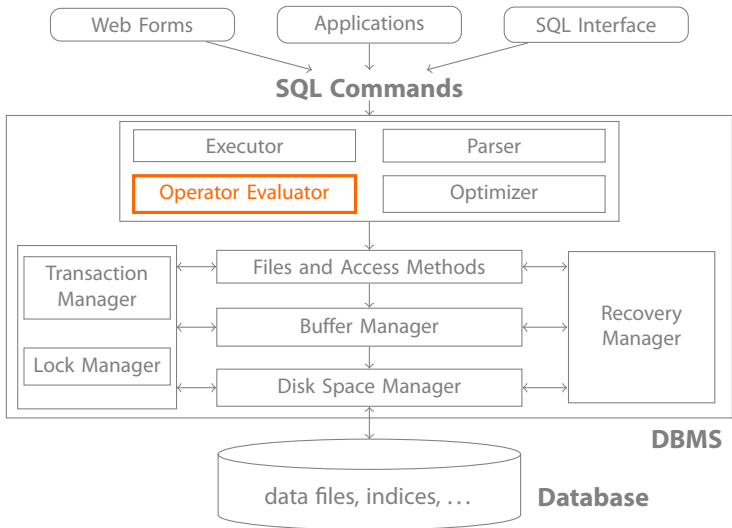 Web Forms
Applications
SQL Interface
SQL Commands
Executor
Parser
Operator Evaluator
Optimizer
Transaction
Manager
Lock Manager
Files and Access Methods
Buffer Manager
Disk Space Manager
Recovery
Manager
DBMS
data files, indices, ...
Database